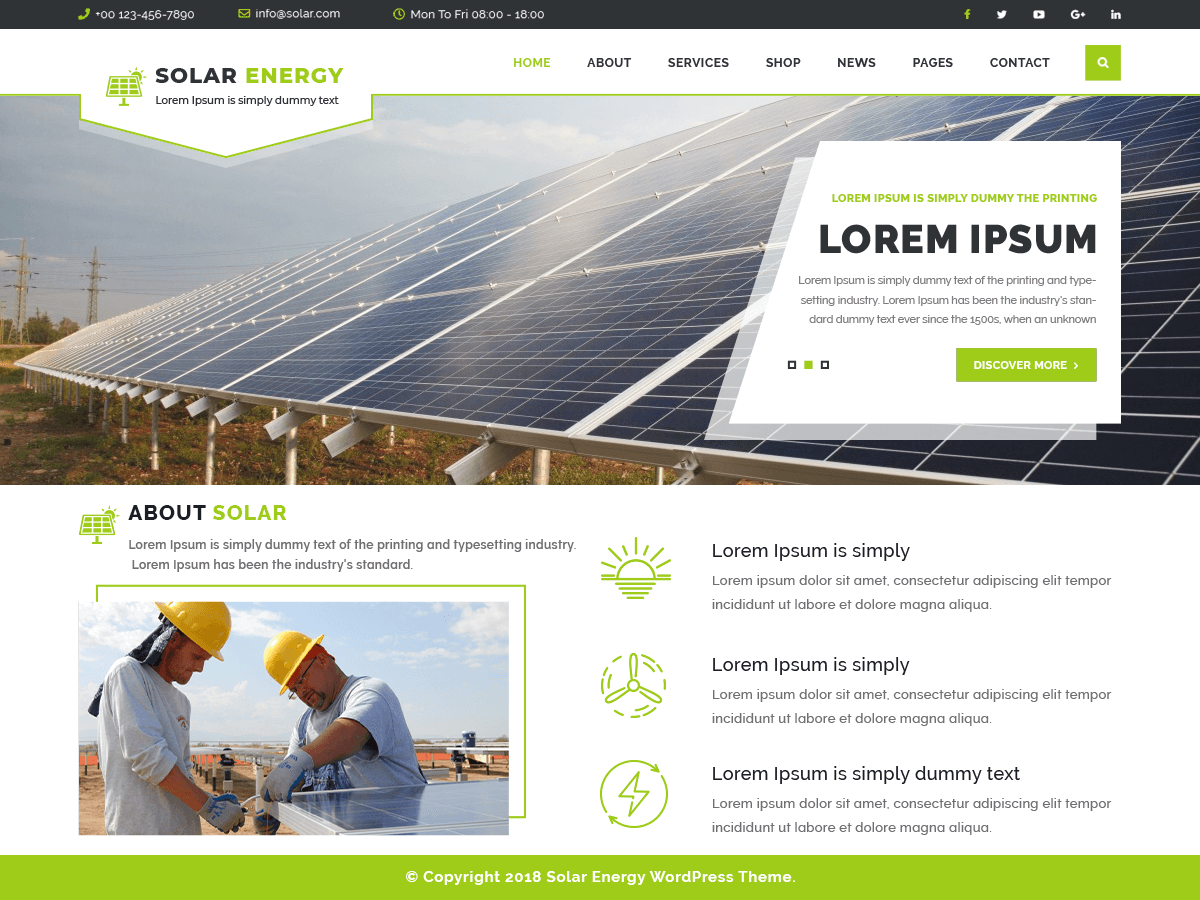 +00 123-456-7890 info@solar.com Mon To Fri 08:00 - 18:00
SOLAR ENERGY
Lorem Ipsum is simply dummy text
HOME ABOUT SERVICES SHOP NEWS PAGES CONTACT
LOREM IPSUM IS SIMPLY DUMMY THE PRINTING
LOREM IPSUM
Lorem Ipsum is simply dummy text of the printing and type-
setting industry. Lorem Ipsum has been the industry's stan-
dard dummy text ever since the 1500s, when an unknown
DISCOVER MORE
ABOUT SOLAR
Lorem Ipsum is simply dummy text of the printing and typesetting industry.
Lorem Ipsum has been the industry's standard.
Lorem Ipsum is simply
Lorem ipsum dolor sit amet, consectetur adipiscing elit tempor
incididunt ut labore et dolore magna aliqua.
Lorem Ipsum is simply
Lorem ipsum dolor sit amet, consectetur adipiscing elit tempor
incididunt ut labore et dolore magna aliqua.
Lorem Ipsum is simply dummy text
Lorem ipsum dolor sit amet, consectetur adipiscing elit tempor
incididunt ut labore et dolore magna aliqua.
© Copyright 2018 Solar Energy WordPress Theme.